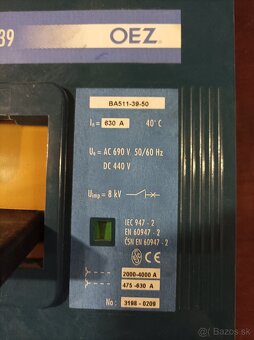 39
OEZ
BA511-39-50
In = 630 A 40°C
Ue = AC 690 V 50/60 Hz
DC 440 V
Uimp = 8 kV
IEC 947 - 2
EN 60947 - 2
ČSN EN 60947 - 2
CE
2000-4000 A
475 -630 A
No : 3198 - 0209
bazos.sk